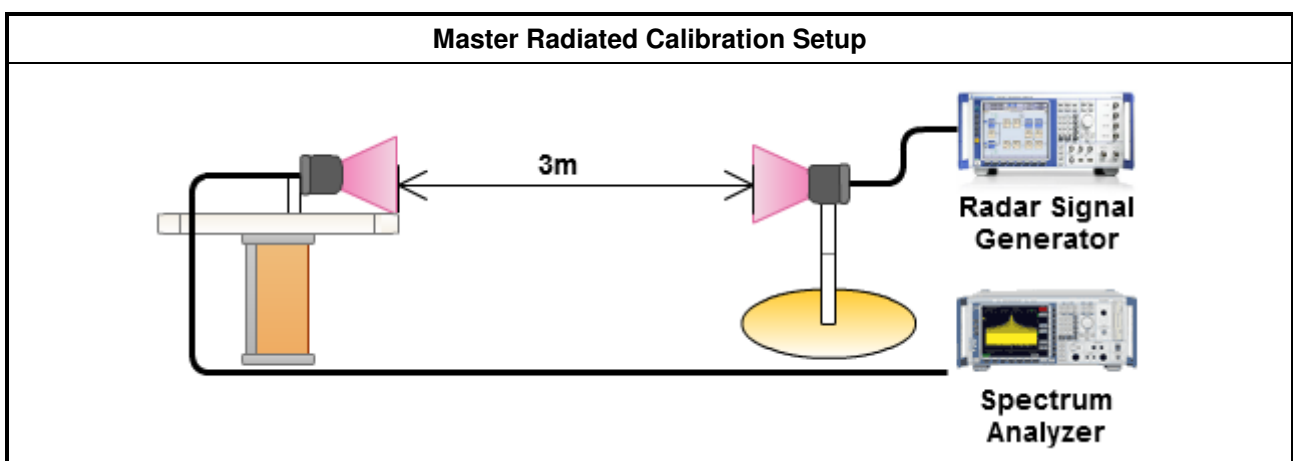 Master Radiated Calibration Setup
3m
Radar Signal
Generator
Spectrum
Analyzer